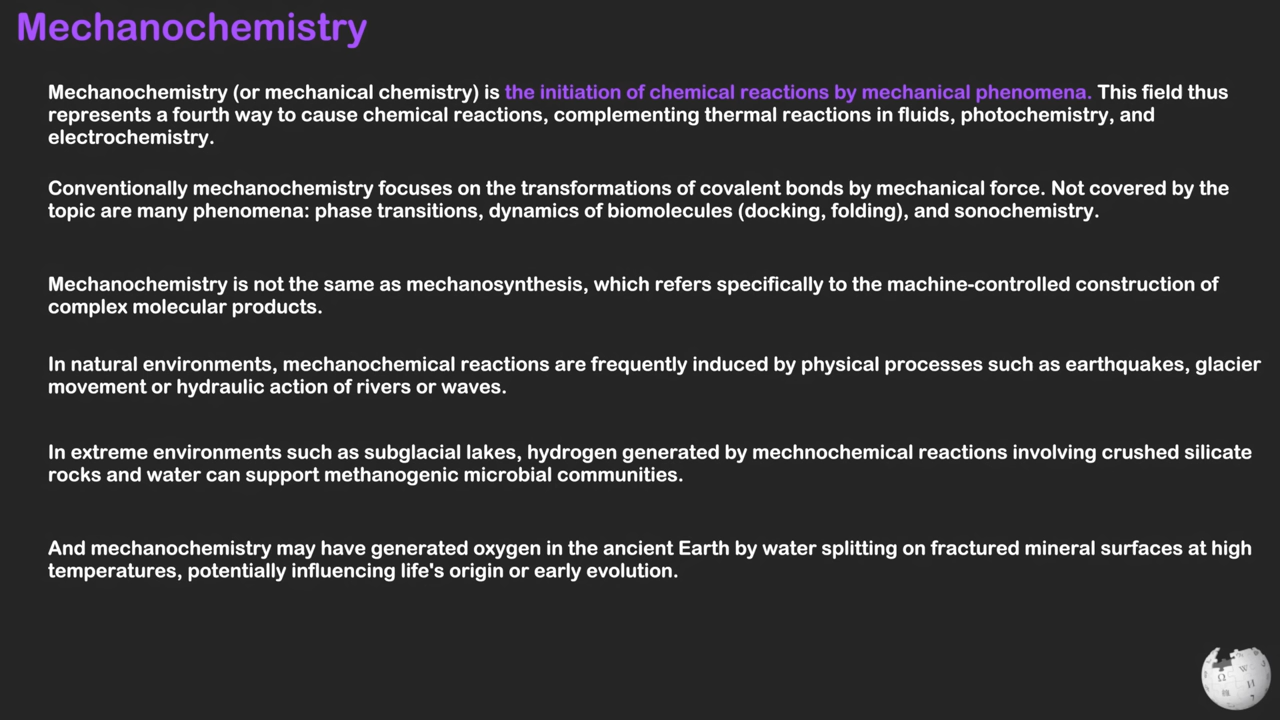 Mechanochemistry
Mechanochemistry (or mechanical chemistry) is the initiation of chemical reactions by mechanical phenomena. This field thus
represents a fourth way to cause chemical reactions, complementing thermal reactions in fluids, photochemistry, and
electrochemistry.
Conventionally mechanochemistry focuses on the transformations of covalent bonds by mechanical force. Not covered by the
topic are many phenomena: phase transitions, dynamics of biomolecules (docking, folding), and sonochemistry.
Mechanochemistry is not the same as mechanosynthesis, which refers specifically to the machine-controlled construction of
complex molecular products.
In natural environments, mechanochemical reactions are frequently induced by physical processes such as earthquakes, glacier
movement or hydraulic action of rivers or waves.
In extreme environments such as subglacial lakes, hydrogen generated by mechnochemical reactions involving crushed silicate
rocks and water can support methanogenic microbial communities.
And mechanochemistry may have generated oxygen in the ancient Earth by water splitting on fractured mineral surfaces at high
temperatures, potentially influencing life's origin or early evolution.
Ω W